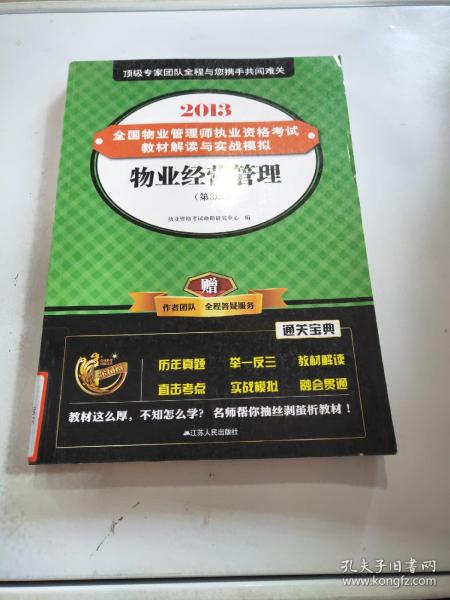 顶级专家团队全程与您携手共闯难关
2013
全国物业管理师执业资格考试
教材解读与实战模拟
物业经营管理
(第3版)
执业资格考试命题研究中心 编
赠
作者团队 全程答疑服务
通关宝典
历年真题 举一反三 教材解读
直击考点 实战模拟 融会贯通
教材这么厚,不知怎么学?名师帮你抽丝剥茧析教材!
江苏人民出版社
孔夫子旧书网
www.kongfz.com